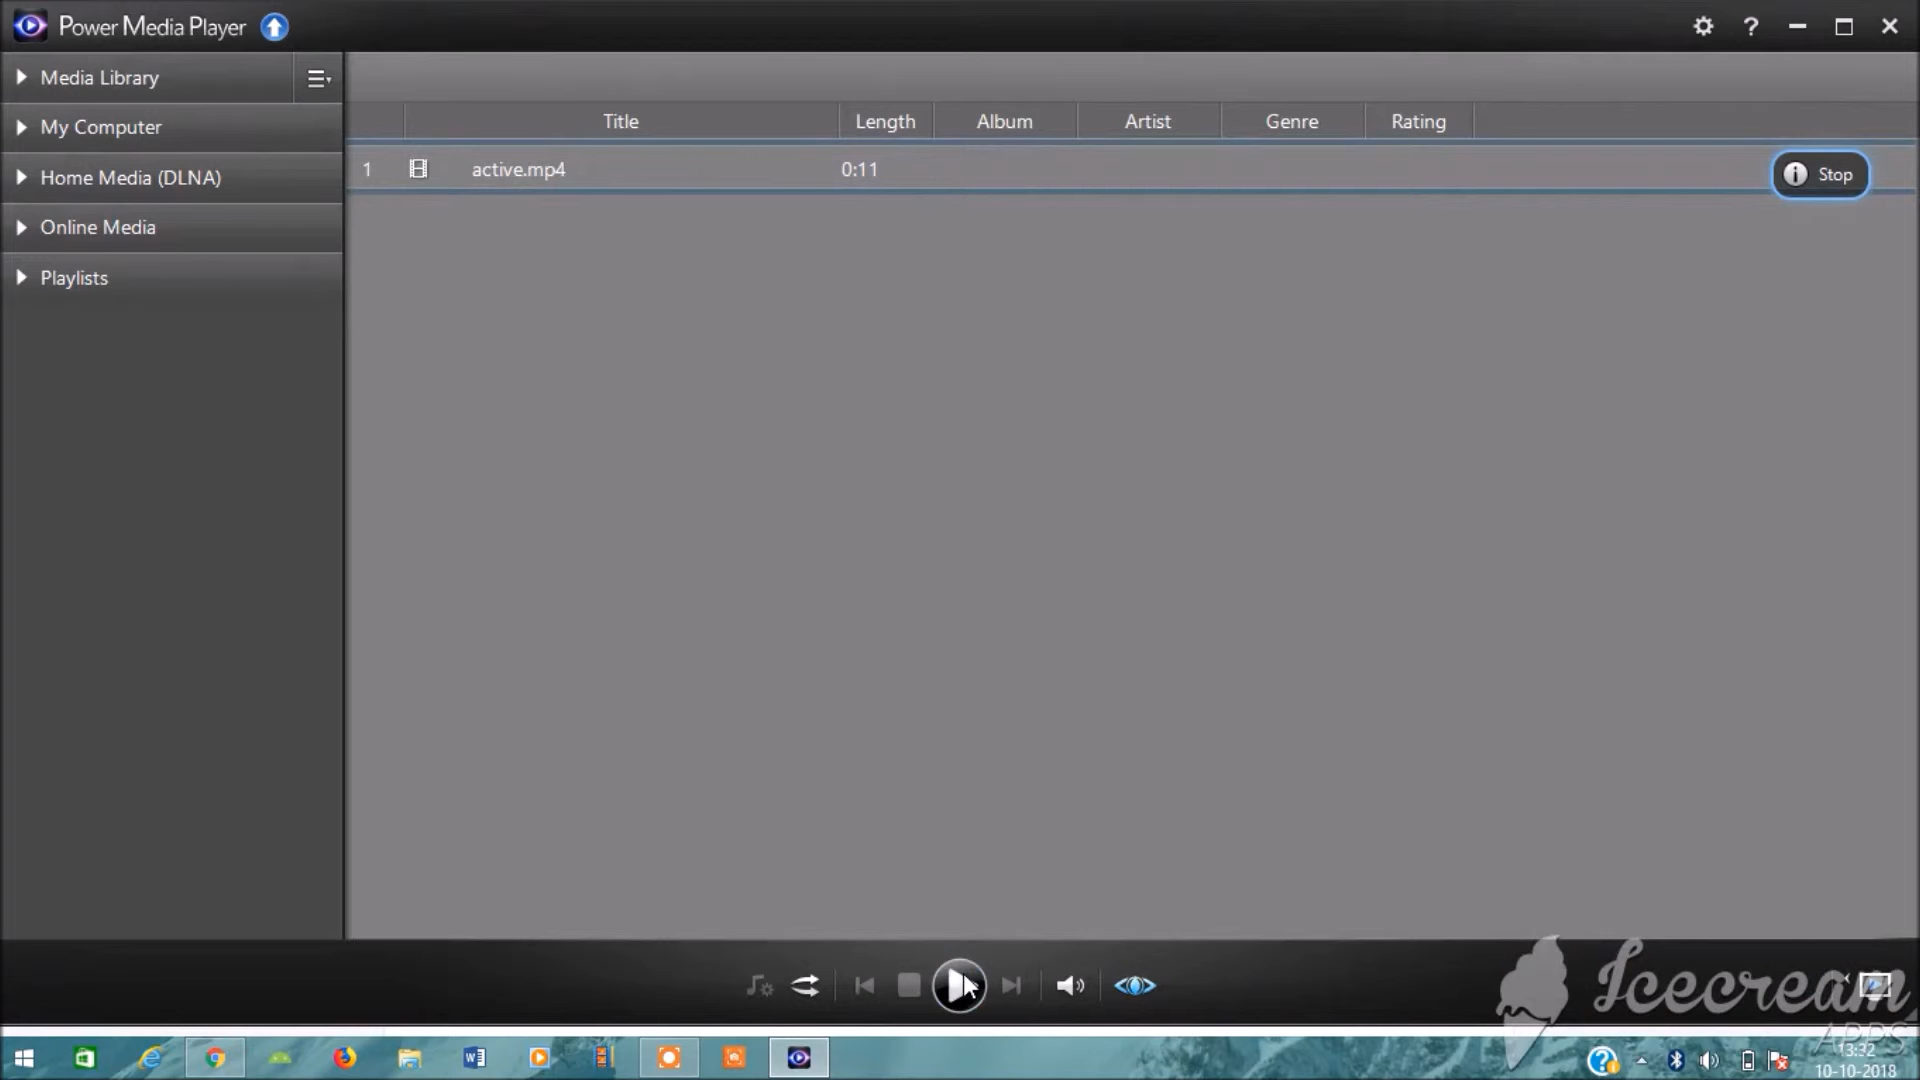 Power Media Player
?
Media Library
My Computer
Home Media (DLNA)
Online Media
Playlists
Title Length Album Artist Genre Rating
1 active.mp4 0:11
i Stop
Icecream
APPS
13:32
10-10-2018